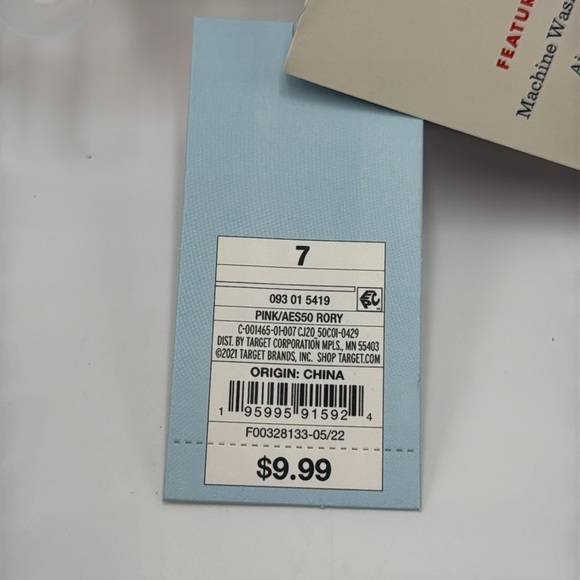 FEATUR
Machine Was
Ai
7
093 01 5419
PINK/AES50 RORY
C-001465-01-007 CJ20 50C01-0429
DIST. BY TARGET CORPORATION MPLS., MN 55403
©2021 TARGET BRANDS, INC. SHOP TARGET.COM
ORIGIN: CHINA
1 95995 91592 4
F00328133-05/22
$9.99